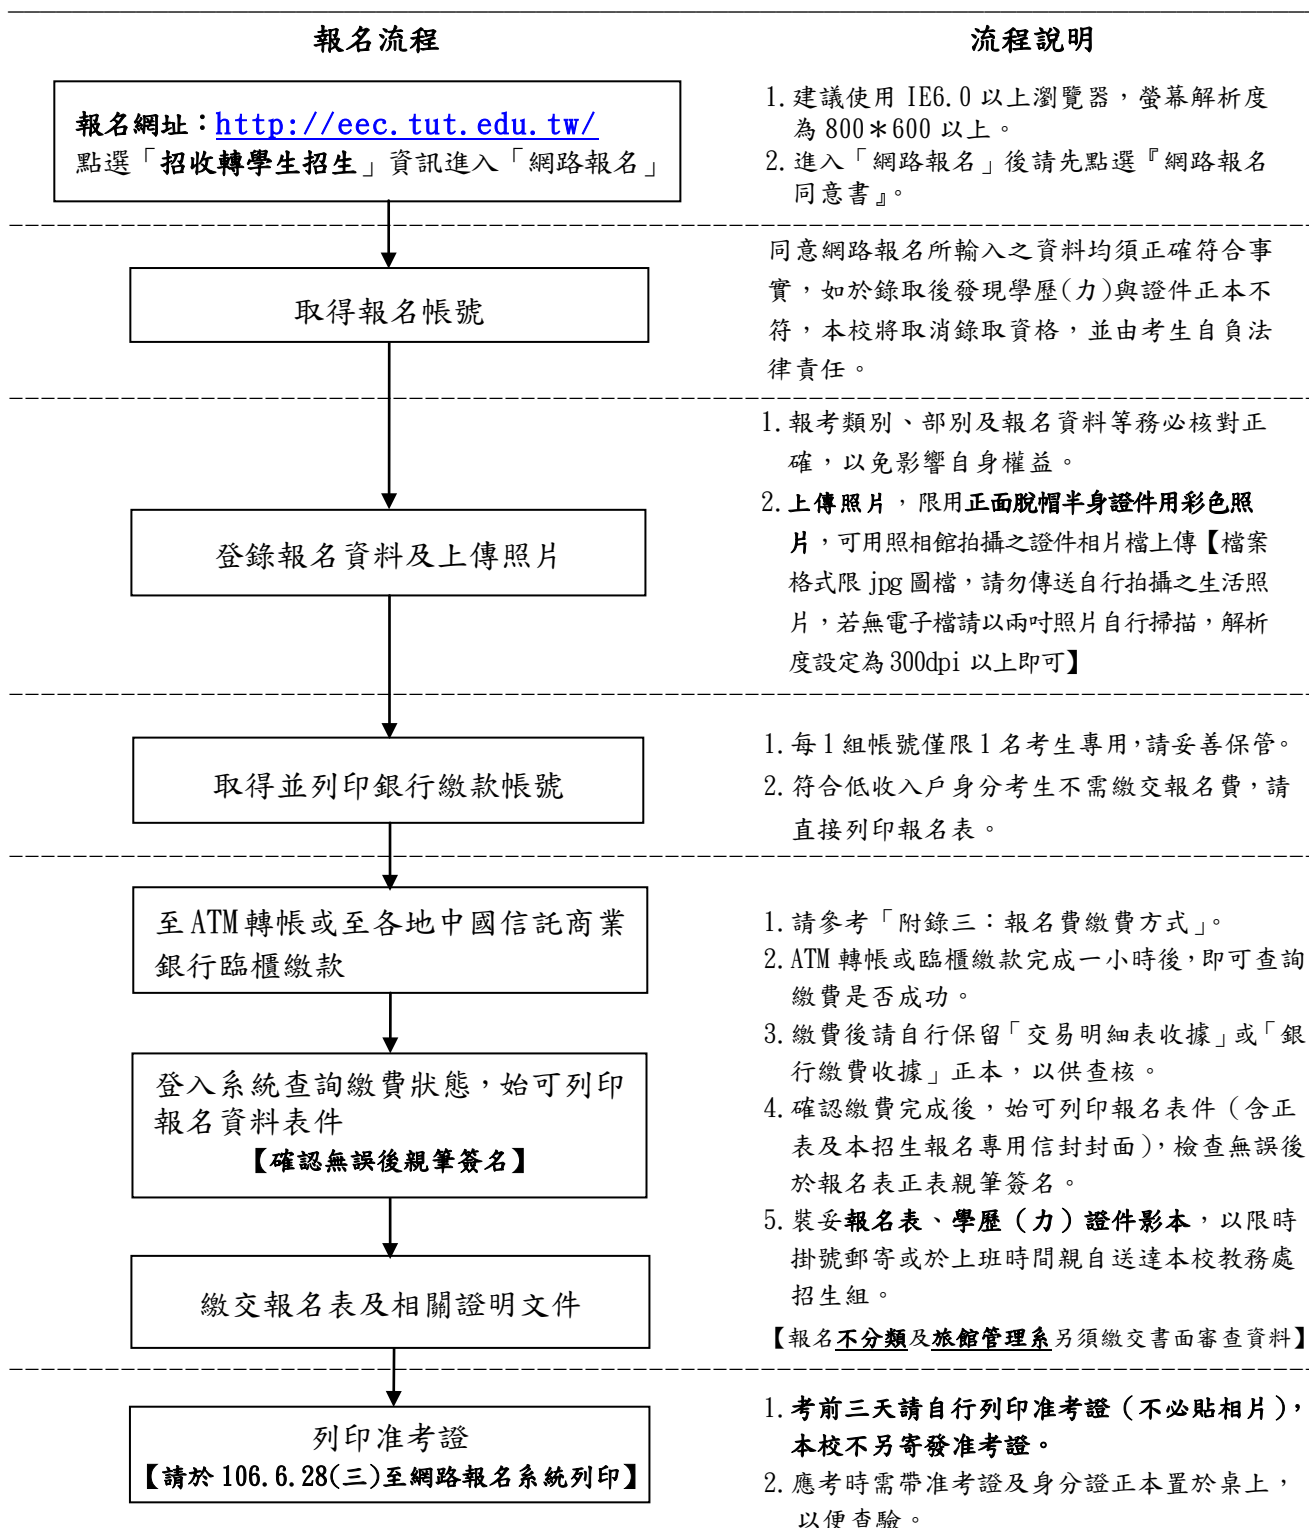 報名流程
流程說明
報名網址：http://eec.tut.edu.tw/
點選「招收轉學生招生」資訊進入「網路報名」
1.建議使用 IE6.0 以上瀏覽器，螢幕解析度
為 800＊600 以上。
2.進入「網路報名」後請先點選『網路報名
同意書』。
取得報名帳號
同意網路報名所輸入之資料均須正確符合事
實，如於錄取後發現學歷(力)與證件正本不
符，本校將取消錄取資格，並由考生自負法
律責任。
登錄報名資料及上傳照片
1.報考類別、部別及報名資料等務必核對正
確，以免影響自身權益。
2.上傳照片，限用正面脫帽半身證件用彩色照
片，可用照相館拍攝之證件相片檔上傳【檔案
格式限 jpg 圖檔，請勿傳送自行拍攝之生活照
片，若無電子檔請以兩吋照片自行掃描，解析
度設定為 300dpi 以上即可】
取得並列印銀行繳款帳號
1.每 1 組帳號僅限 1 名考生專用，請妥善保管。
2.符合低收入戶身分考生不需繳交報名費，請
直接列印報名表。
至 ATM 轉帳或至各地中國信託商業
銀行臨櫃繳款
登入系統查詢繳費狀態，始可列印
報名資料表件
【確認無誤後親筆簽名】
繳交報名表及相關證明文件
1.請參考「附錄三：報名費繳費方式」。
2.ATM 轉帳或臨櫃繳款完成一小時後，即可查詢
繳費是否成功。
3.繳費後請自行保留「交易明細表收據」或「銀
行繳費收據」正本，以供查核。
4.確認繳費完成後，始可列印報名表件（含正
表及本招生報名專用信封封面），檢查無誤後
於報名表正表親筆簽名。
5.裝妥報名表、學歷（力）證件影本，以限時
掛號郵寄或於上班時間親自送達本校教務處
招生組。
【報名不分類及旅館管理系另須繳交書面審查資料】
列印准考證
【請於 106.6.28(三)至網路報名系統列印】
1.考前三天請自行列印准考證（不必貼相片），
本校不另寄發准考證。
2.應考時需帶准考證及身分證正本置於桌上，
以便查驗。